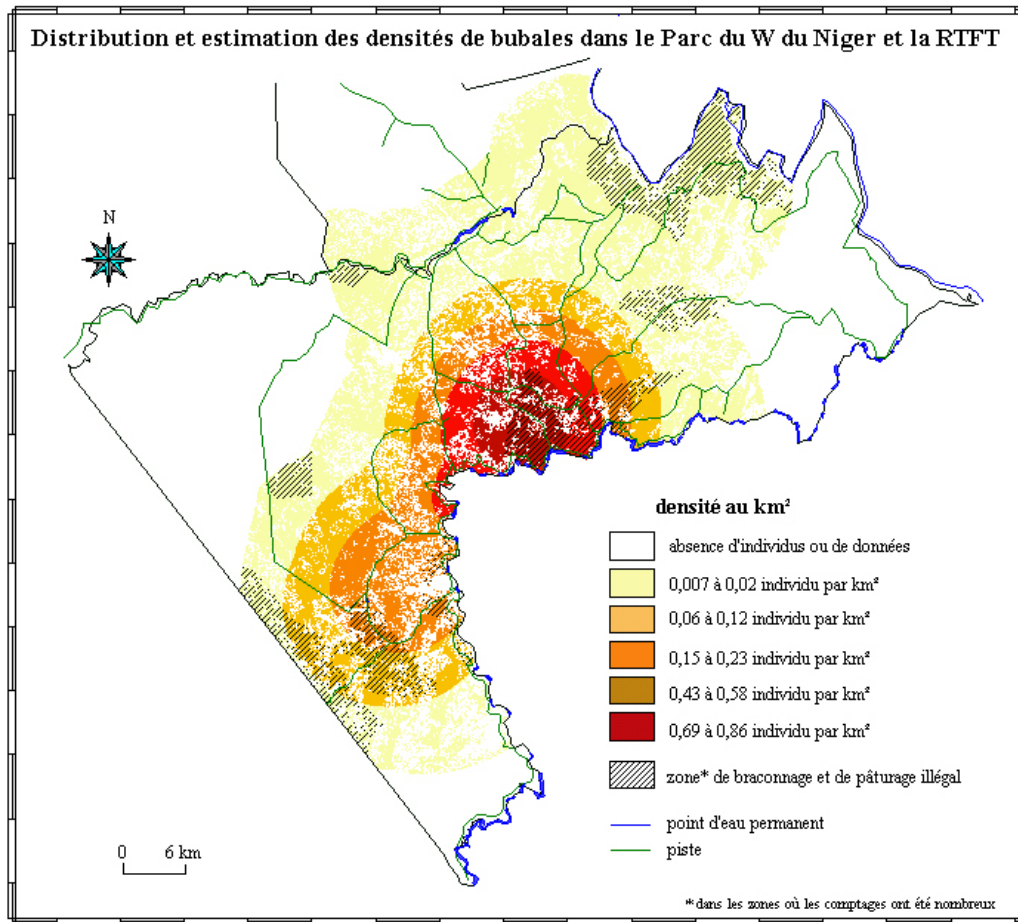 Distribution et estimation des densités de bubales dans le Parc du W du Niger et la RTFT
N
densité au km²
absence d'individus ou de données
0,007 à 0,02 individu par km²
0,06 à 0,12 individu par km²
0,15 à 0,23 individu par km²
0,43 à 0,58 individu par km²
0,69 à 0,86 individu par km²
zone* de braconnage et de pâturage illégal
point d'eau permanent
piste
0 6 km
* dans les zones où les comptages ont été nombreux